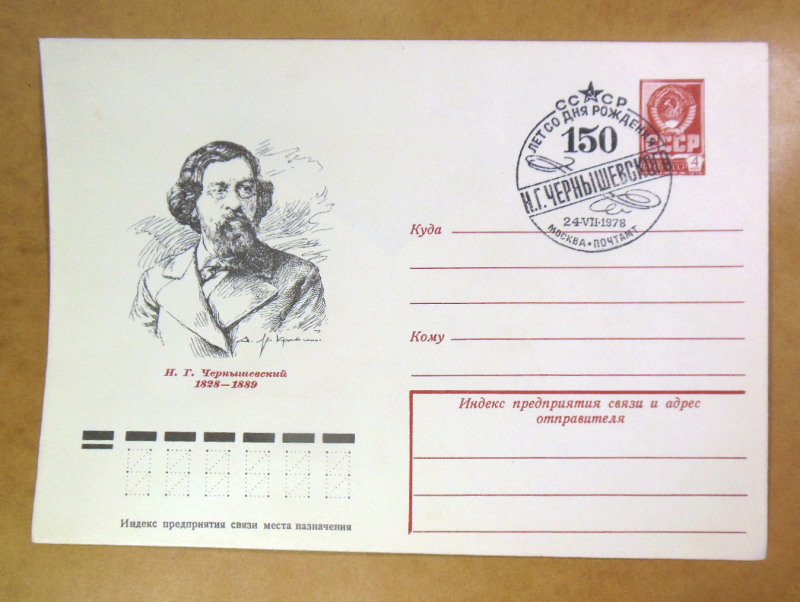 СССР
ЛЕТ СО ДНЯ РОЖДЕНИЯ
150
Н.Г.ЧЕРНЫШЕВСКОГО
24·VII·1978
МОСКВА • ПОЧТАМТ
СССР
4
Куда
Кому
Н. Г. Чернышевский
1828—1889
Индекс предприятия связи и адрес
отправителя
Индекс предприятия связи места назначения